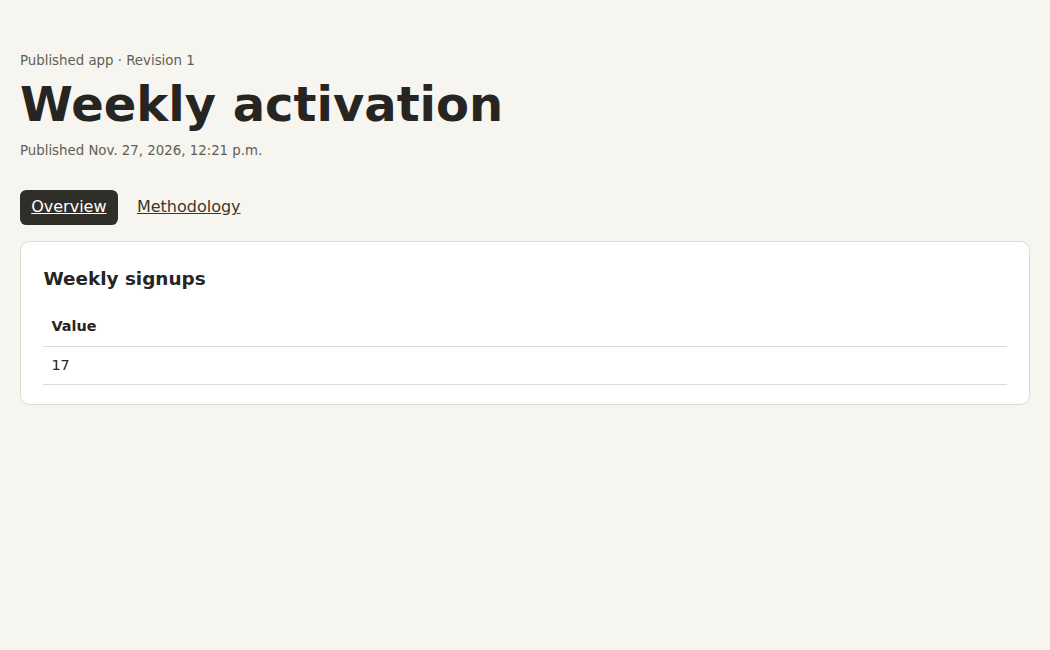 Published app · Revision 1
Weekly activation
Published Nov. 27, 2026, 12:21 p.m.
Overview Methodology
Weekly signups
Value
17